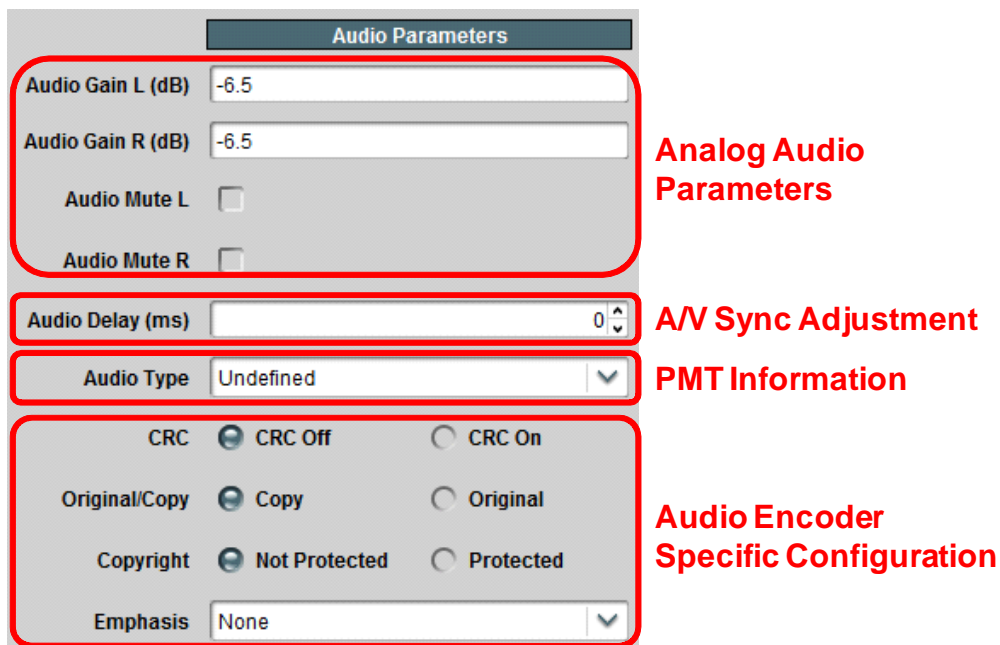 Audio Parameters
Audio Gain L (dB) -6.5
Audio Gain R (dB) -6.5
Analog Audio
Parameters
Audio Mute L
Audio Mute R
Audio Delay (ms) 0
A/V Sync Adjustment
Audio Type Undefined
PMT Information
CRC CRC Off CRC On
Original/Copy Copy Original
Audio Encoder
Specific Configuration
Copyright Not Protected Protected
Emphasis None